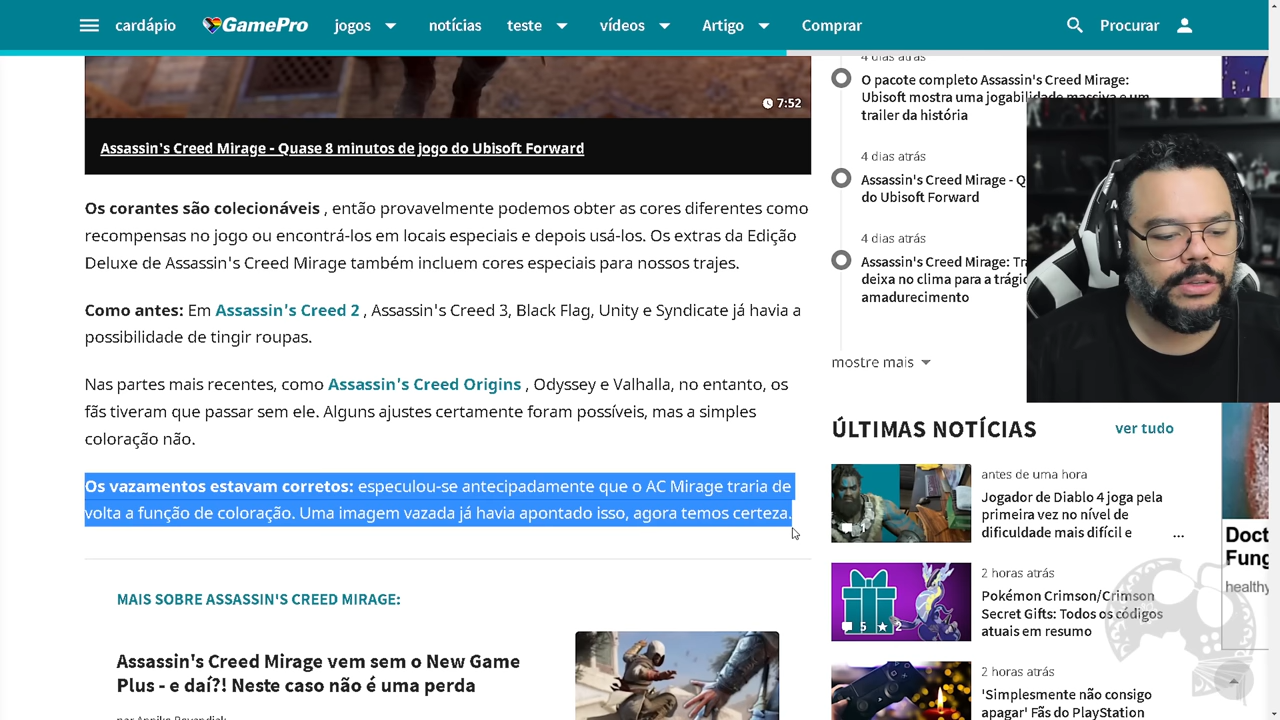 cardápio
GamePro
jogos
notícias
teste
vídeos
Artigo
Comprar
Procurar
7:52
Assassin's Creed Mirage - Quase 8 minutos de jogo do Ubisoft Forward
Os corantes são colecionáveis , então provavelmente podemos obter as cores diferentes como
recompensas no jogo ou encontrá-los em locais especiais e depois usá-los. Os extras da Edição
Deluxe de Assassin's Creed Mirage também incluem cores especiais para nossos trajes.
Como antes: Em Assassin's Creed 2 , Assassin's Creed 3, Black Flag, Unity e Syndicate já havia a
possibilidade de tingir roupas.
Nas partes mais recentes, como Assassin's Creed Origins , Odyssey e Valhalla, no entanto, os
fãs tiveram que passar sem ele. Alguns ajustes certamente foram possíveis, mas a simples
coloração não.
Os vazamentos estavam corretos: especulou-se antecipadamente que o AC Mirage traria de
volta a função de coloração. Uma imagem vazada já havia apontado isso, agora temos certeza.
MAIS SOBRE ASSASSIN'S CREED MIRAGE:
Assassin's Creed Mirage vem sem o New Game
Plus - e daí?! Neste caso não é uma perda
4 dias atrás
O pacote completo Assassin's Creed Mirage:
Ubisoft mostra uma jogabilidade massiva e um
trailer da história
4 dias atrás
Assassin's Creed Mirage - Q
do Ubisoft Forward
4 dias atrás
Assassin's Creed Mirage: Tr
deixa no clima para a trágic
amadurecimento
mostre mais
ÚLTIMAS NOTÍCIAS
ver tudo
antes de uma hora
Jogador de Diablo 4 joga pela
primeira vez no nível de
dificuldade mais difícil e ...
2 horas atrás
Pokémon Crimson/Crimson
Secret Gifts: Todos os códigos
atuais em resumo
5 2
2 horas atrás
'Simplesmente não consigo
apagar' Fãs do PlayStation
Doct
Fung
healthy